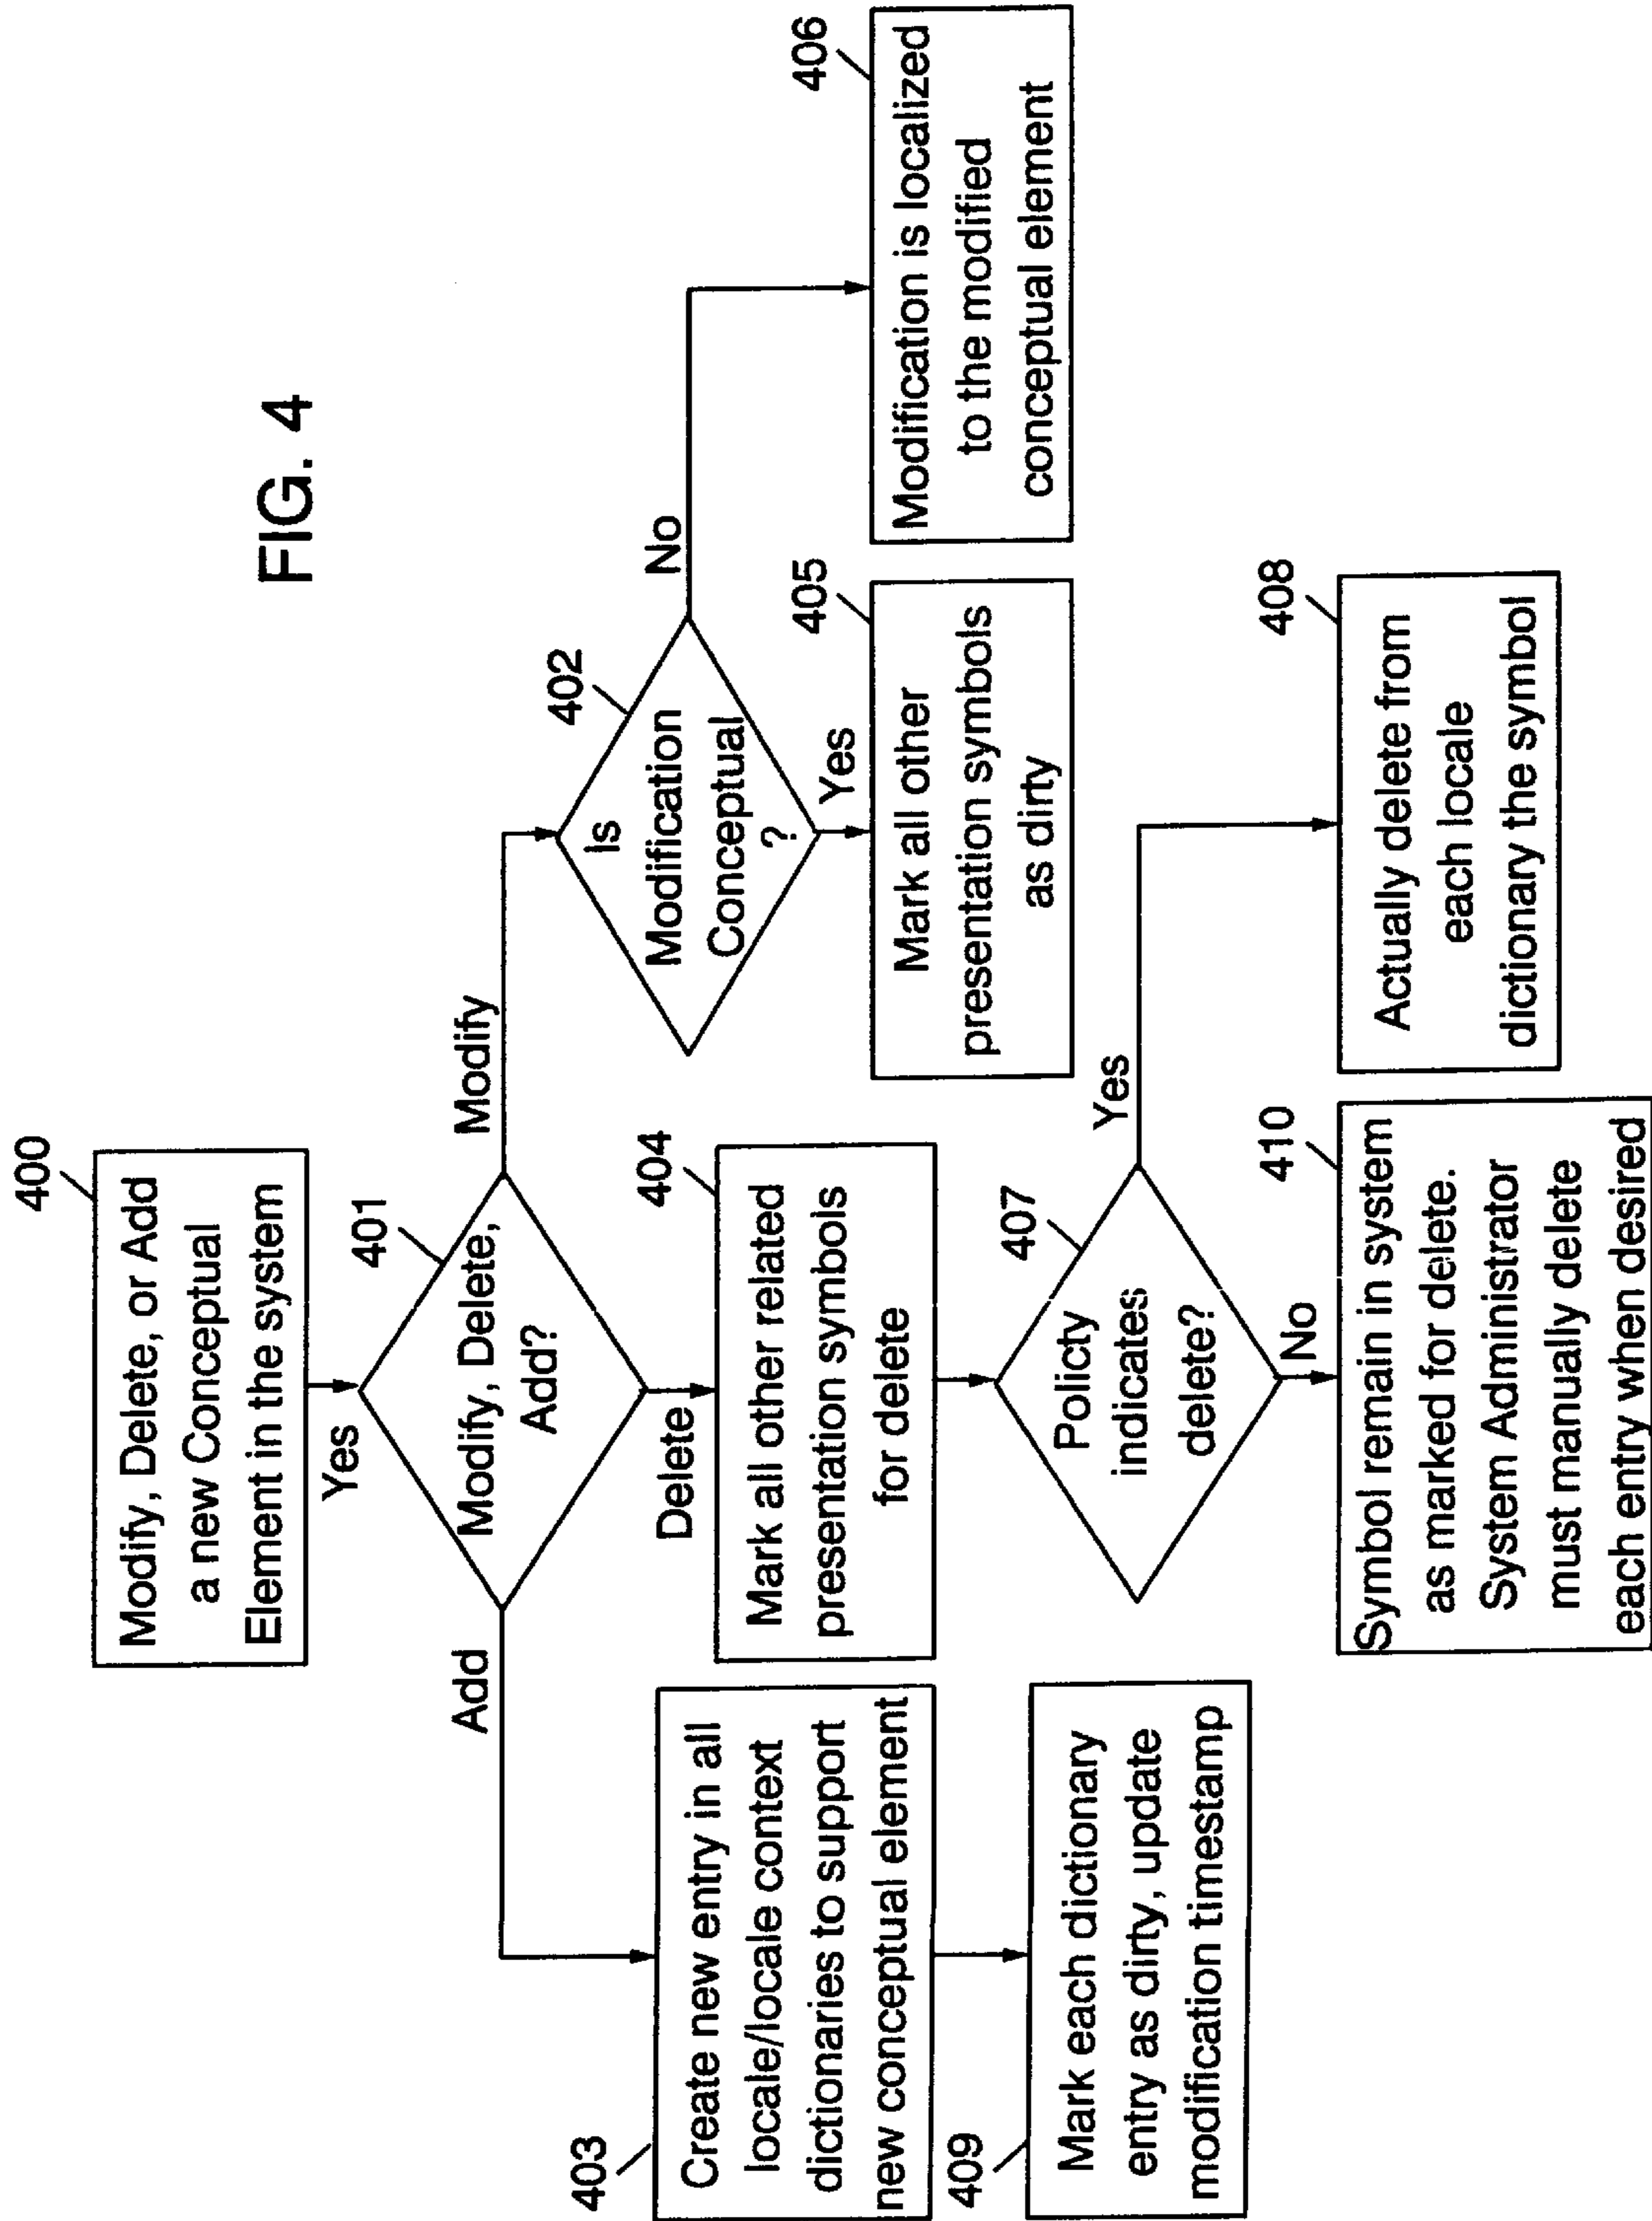 FIG. 4
400
Modify, Delete, or Add
a new Conceptual
Element in the system
Yes
401
Modify, Delete,
Add?
Add
Delete
Modify
402
Is
Modification
Conceptual
?
Yes
No
403
Create new entry in all
locale/locale context
dictionaries to support
new conceptual element
404
Mark all other related
presentation symbols
for delete
405
Mark all other
presentation symbols
as dirty
406
Modification is localized
to the modified
conceptual element
409
Mark each dictionary
entry as dirty, update
modification timestamp
407
Policty
indicates
delete?
Yes
No
410
Symbol remain in system
as marked for delete.
System Administrator
must manually delete
each entry when desired
408
Actually delete from
each locale
dictionary the symbol